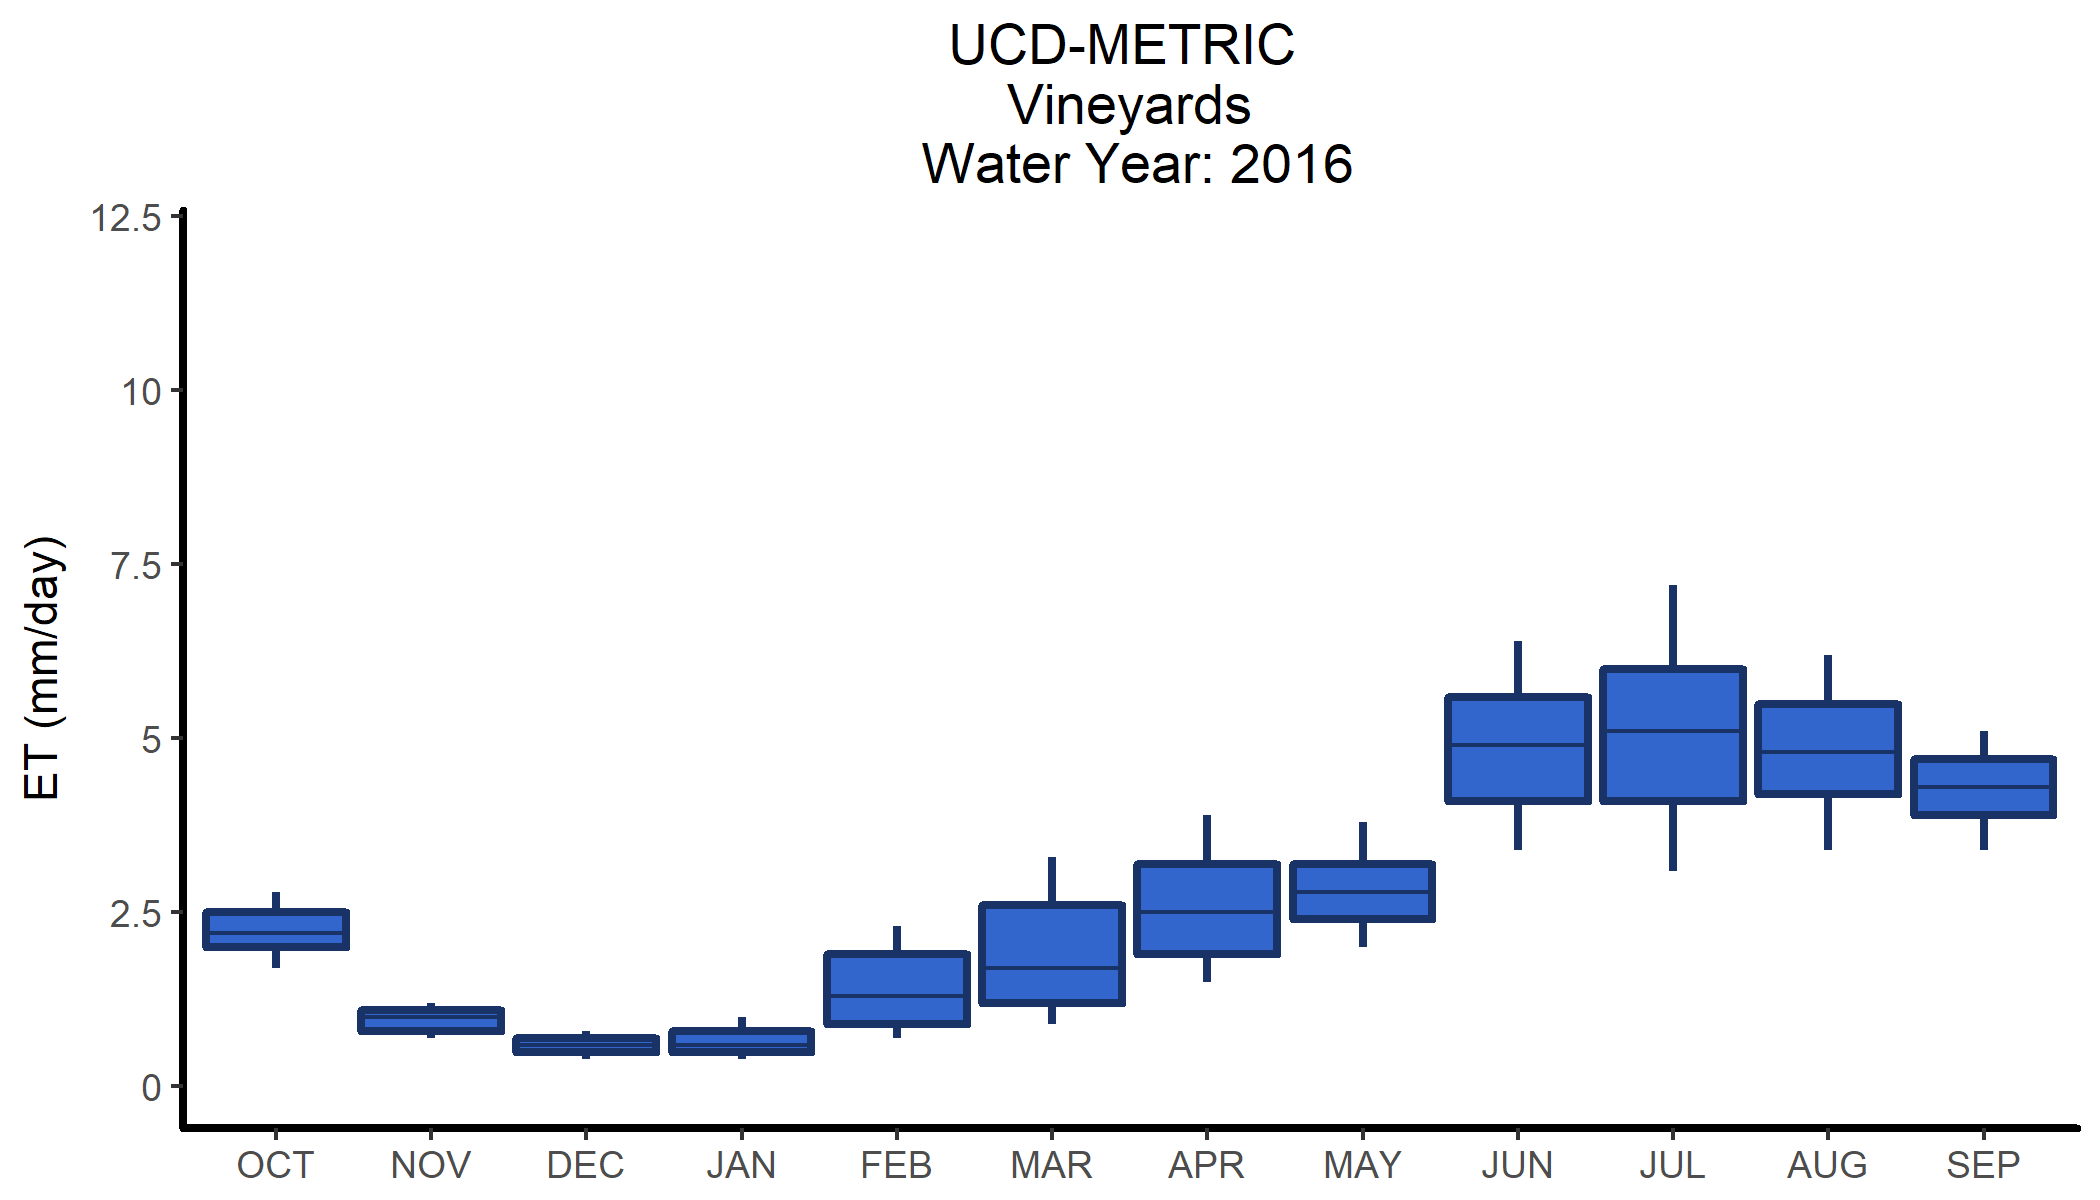 UCD-METRIC
Vineyards
Water Year: 2016
12.5
10
7.5
5
2.5
0
ET (mm/day)
OCT NOV DEC JAN FEB MAR APR MAY JUN JUL AUG SEP